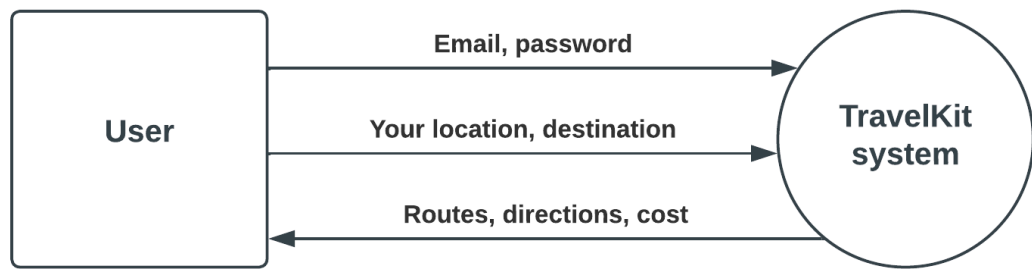 User
Email, password
Your location, destination
Routes, directions, cost
TravelKit
system